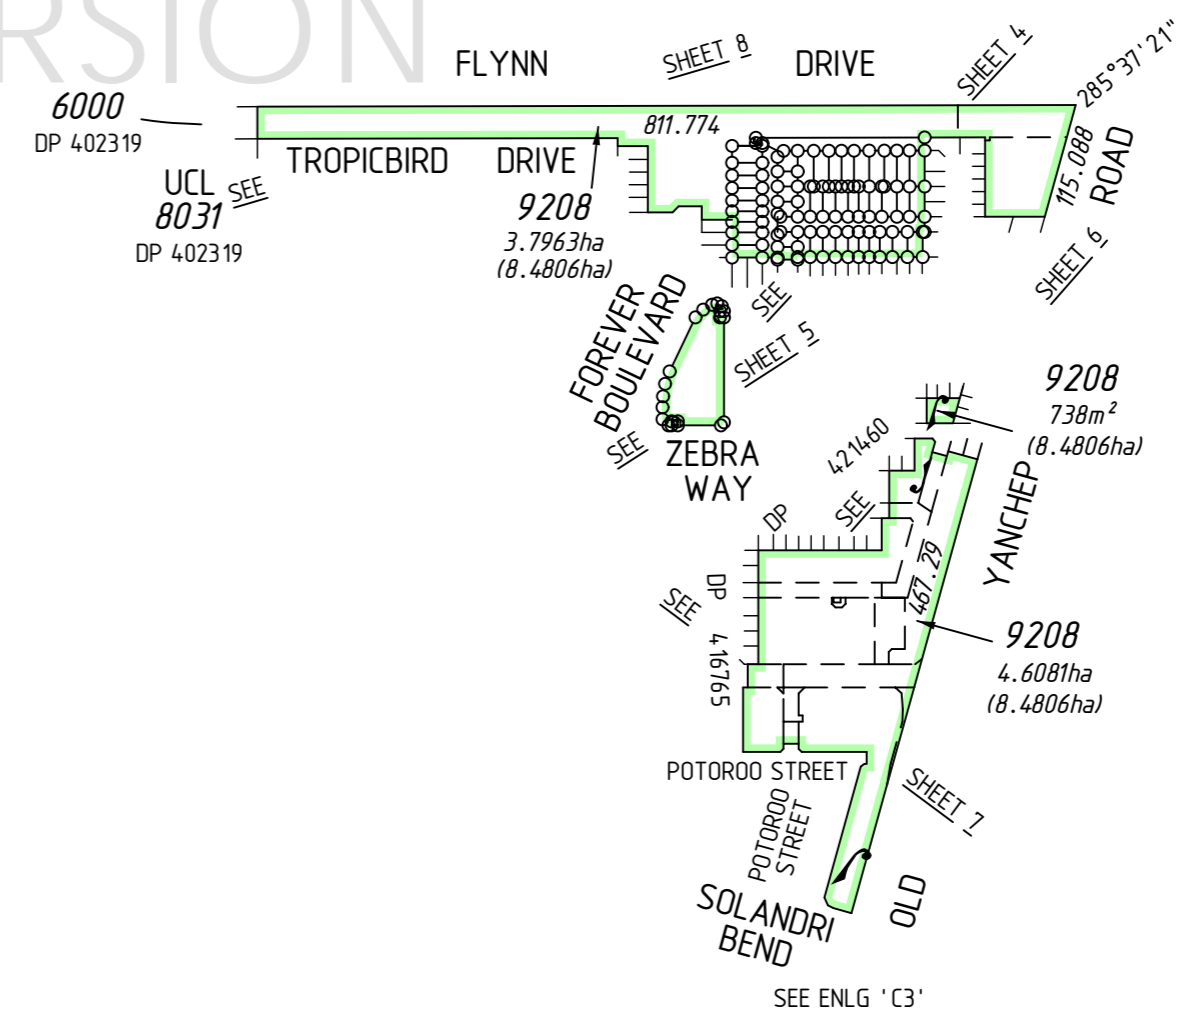 RSION
FLYNN DRIVE
SHEET 8
SHEET 4
285°37'21"
6000
DP 402319
811.774
115.088
ROAD
TROPICBIRD DRIVE
UCL
8031
DP 402319
SEE
9208
3.7963ha
(8.4806ha)
SHEET 6
SEE
FOREVER
BOULEVARD
SHEET 5
SEE
ZEBRA
WAY
9208
738m²
(8.4806ha)
421460
DP
SEE
YANCHEP
467.29
DP 416765
SEE
9208
4.6081ha
(8.4806ha)
POTOROO STREET
POTOROO
STREET
SHEET 7
SOLANDRI
BEND
OLD
SEE ENLG 'C3'